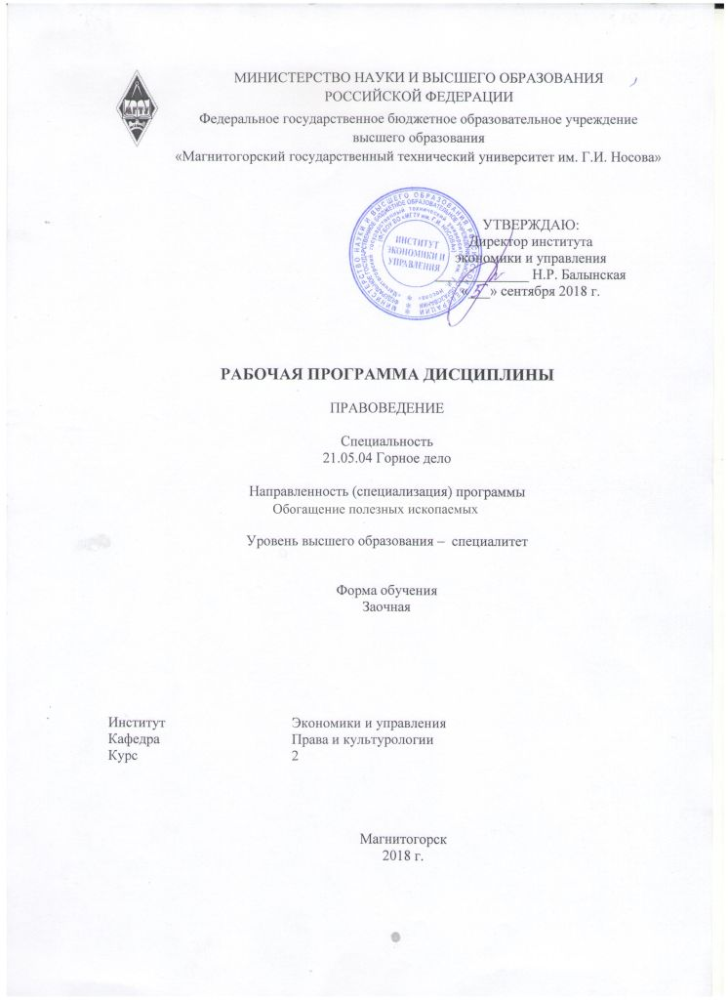 МГТУ
МИНИСТЕРСТВО НАУКИ И ВЫСШЕГО ОБРАЗОВАНИЯ
РОССИЙСКОЙ ФЕДЕРАЦИИ
Федеральное государственное бюджетное образовательное учреждение
высшего образования
«Магнитогорский государственный технический университет им. Г.И. Носова»
ИНСТИТУТ
ЭКОНОМИКИ И
УПРАВЛЕНИЯ
УТВЕРЖДАЮ:
Директор института
экономики и управления
Н.Р. Балынская
«5» сентября 2018 г.
РАБОЧАЯ ПРОГРАММА ДИСЦИПЛИНЫ
ПРАВОВЕДЕНИЕ
Специальность
21.05.04 Горное дело
Направленность (специализация) программы
Обогащение полезных ископаемых
Уровень высшего образования – специалитет
Форма обучения
Заочная
Институт Экономики и управления
Кафедра Права и культурологии
Курс 2
Магнитогорск
2018 г.